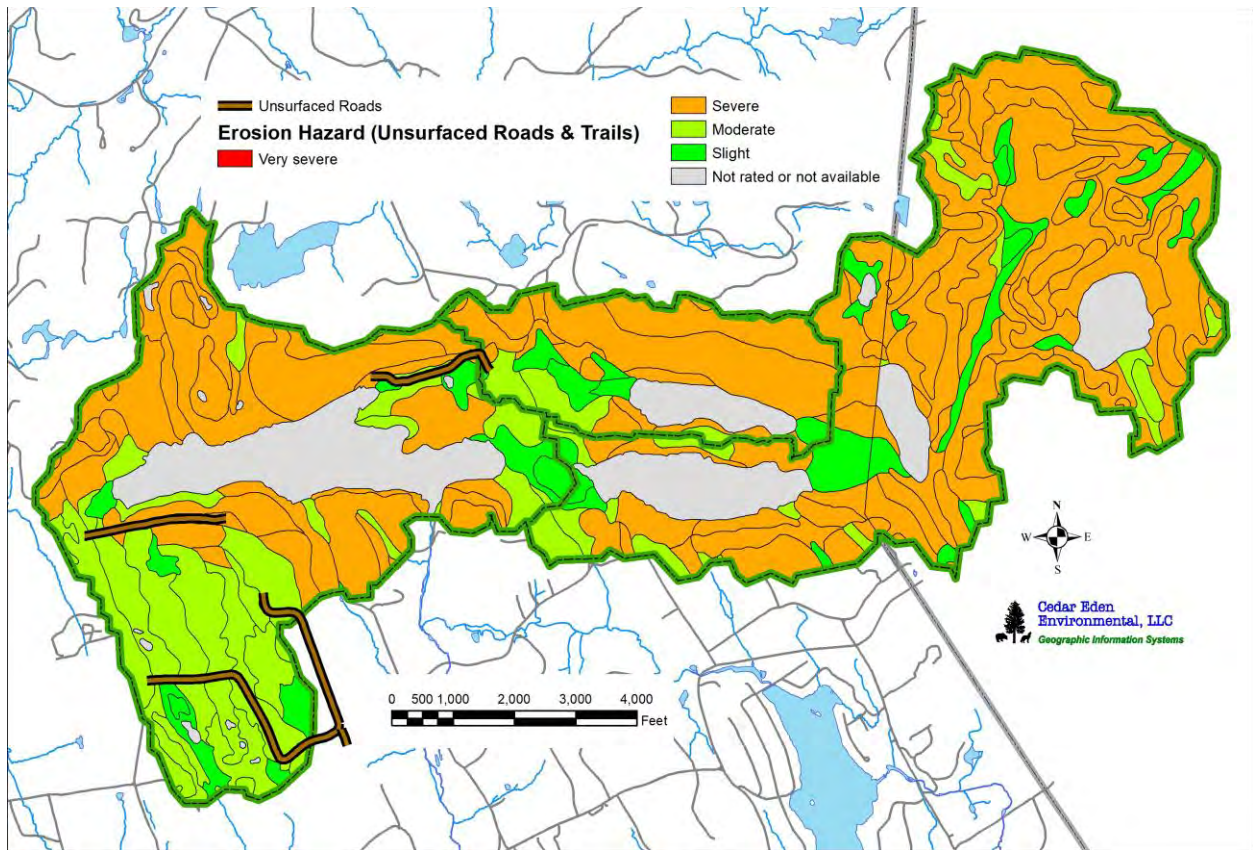 Unsurfaced Roads
Erosion Hazard (Unsurfaced Roads & Trails)
Very severe
Severe
Moderate
Slight
Not rated or not available
N
W E
S
Cedar Eden
Environmental, LLC
Geographic Information Systems
0 500 1,000 2,000 3,000 4,000
Feet